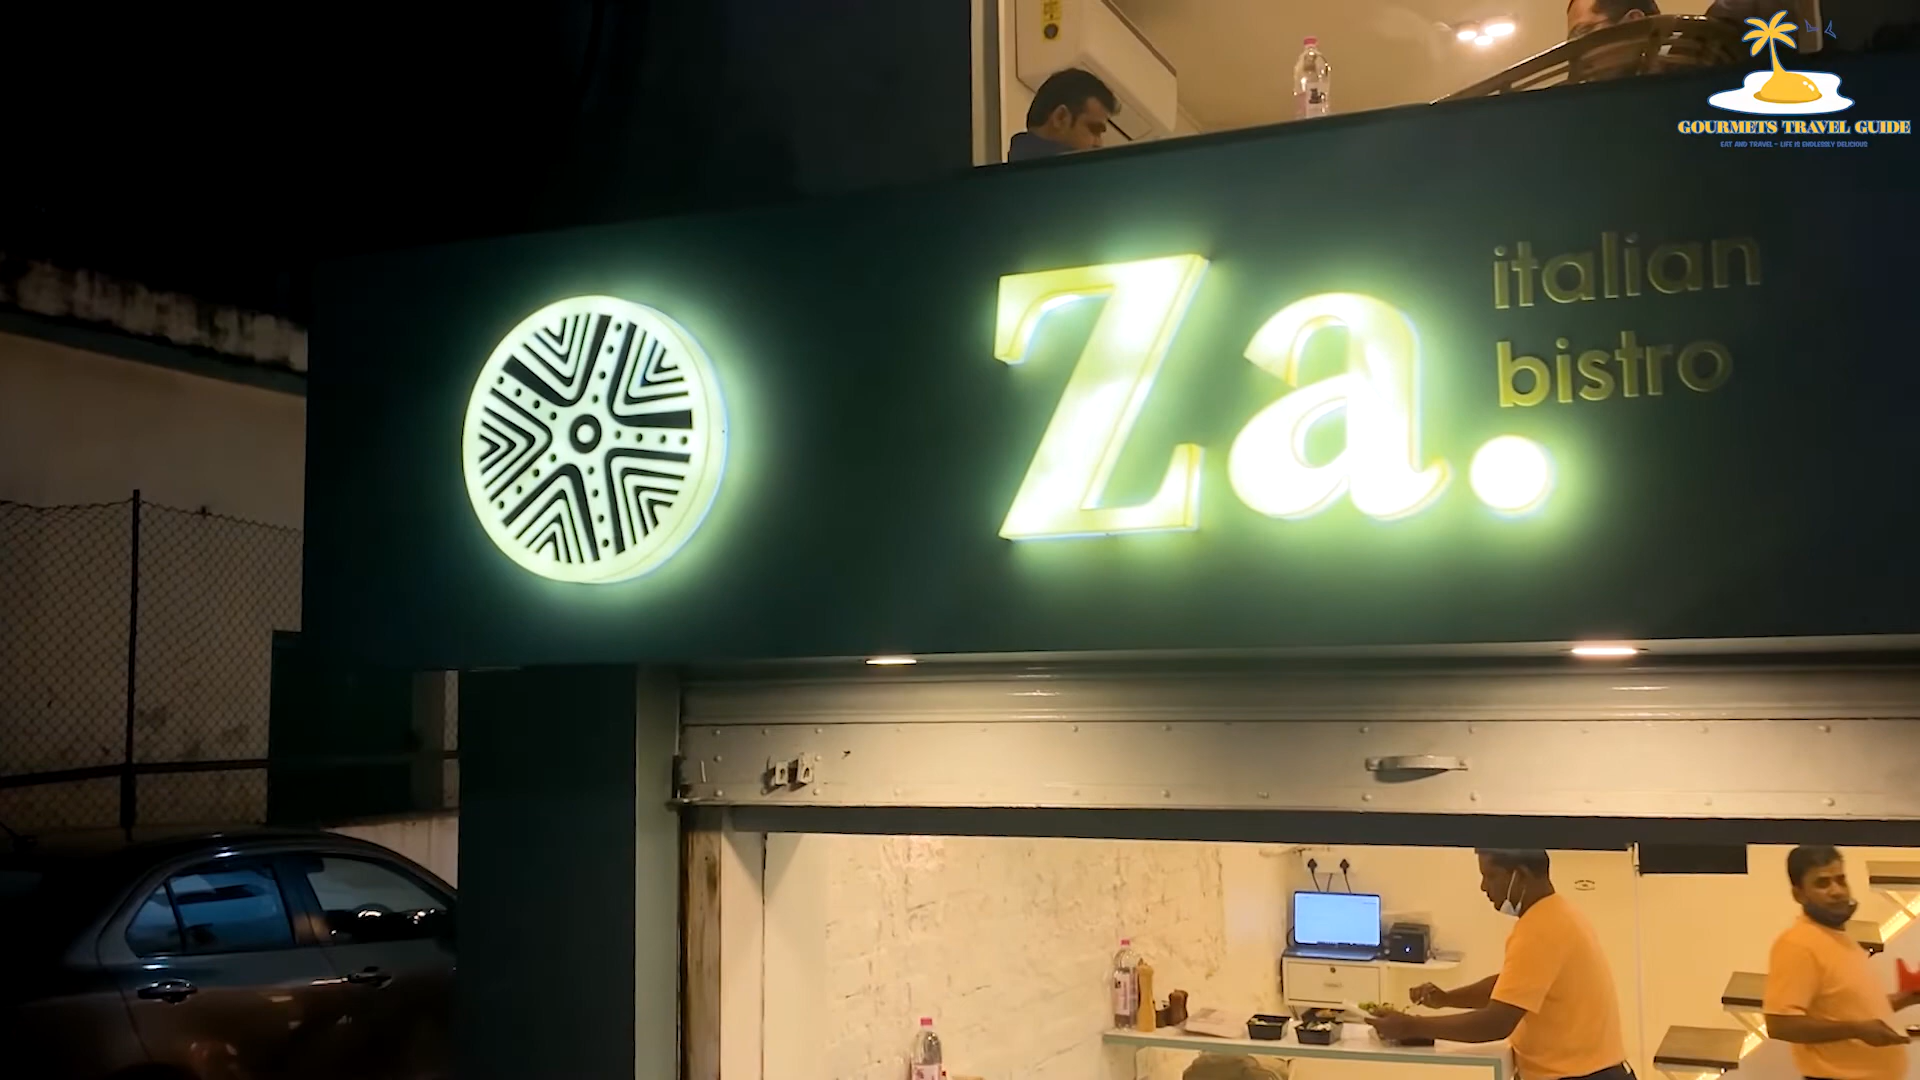 GOURMETS TRAVEL GUIDE
EAT AND TRAVEL - LIFE IS ENDLESSLY DELICIOUS
Za.
italian
bistro